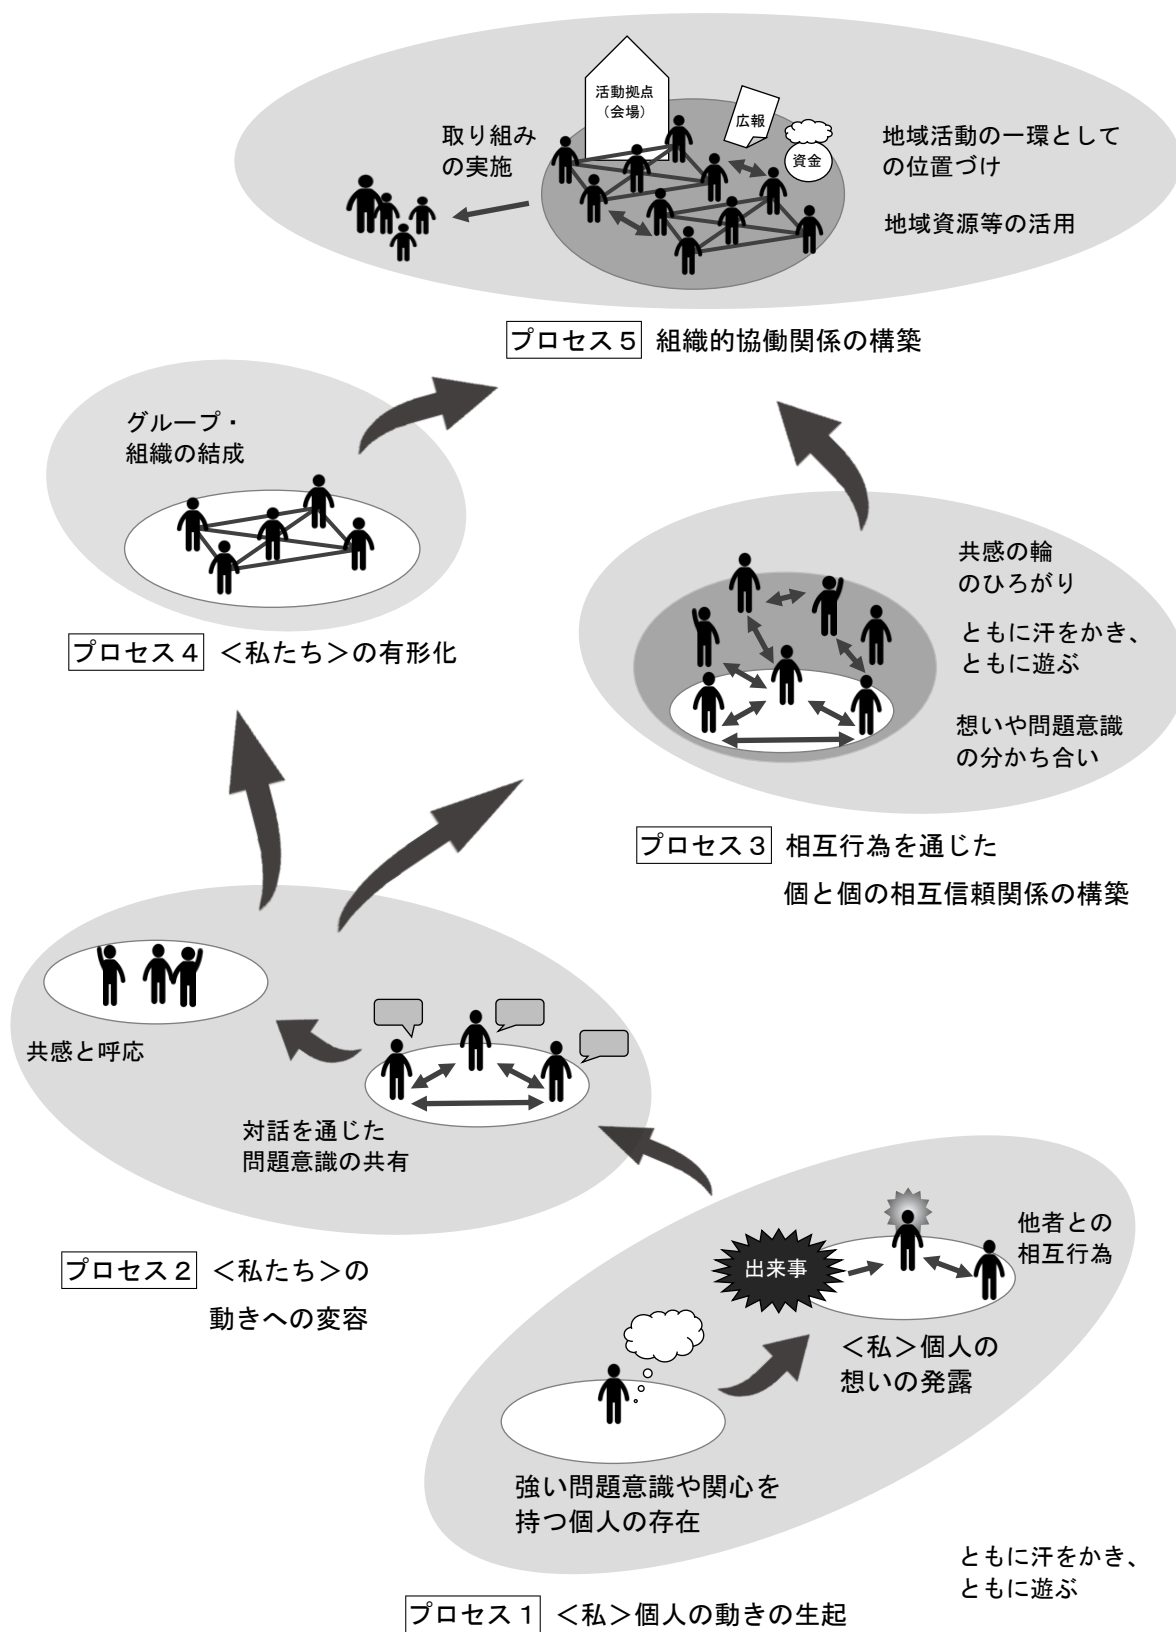 活動拠点
（会場）
広報
資金
取り組み
の実施
地域活動の一環として
の位置づけ
地域資源等の活用
プロセス５ 組織的協働関係の構築
グループ・
組織の結成
プロセス４ ＜私たち＞の有形化
共感の輪
のひろがり
ともに汗をかき、
ともに遊ぶ
想いや問題意識
の分かち合い
プロセス３ 相互行為を通じた
個と個の相互信頼関係の構築
共感と呼応
対話を通じた
問題意識の共有
プロセス２ ＜私たち＞の
動きへの変容
出来事
他者との
相互行為
＜私＞個人の
想いの発露
強い問題意識や関心を
持つ個人の存在
ともに汗をかき、
ともに遊ぶ
プロセス１ ＜私＞個人の動きの生起